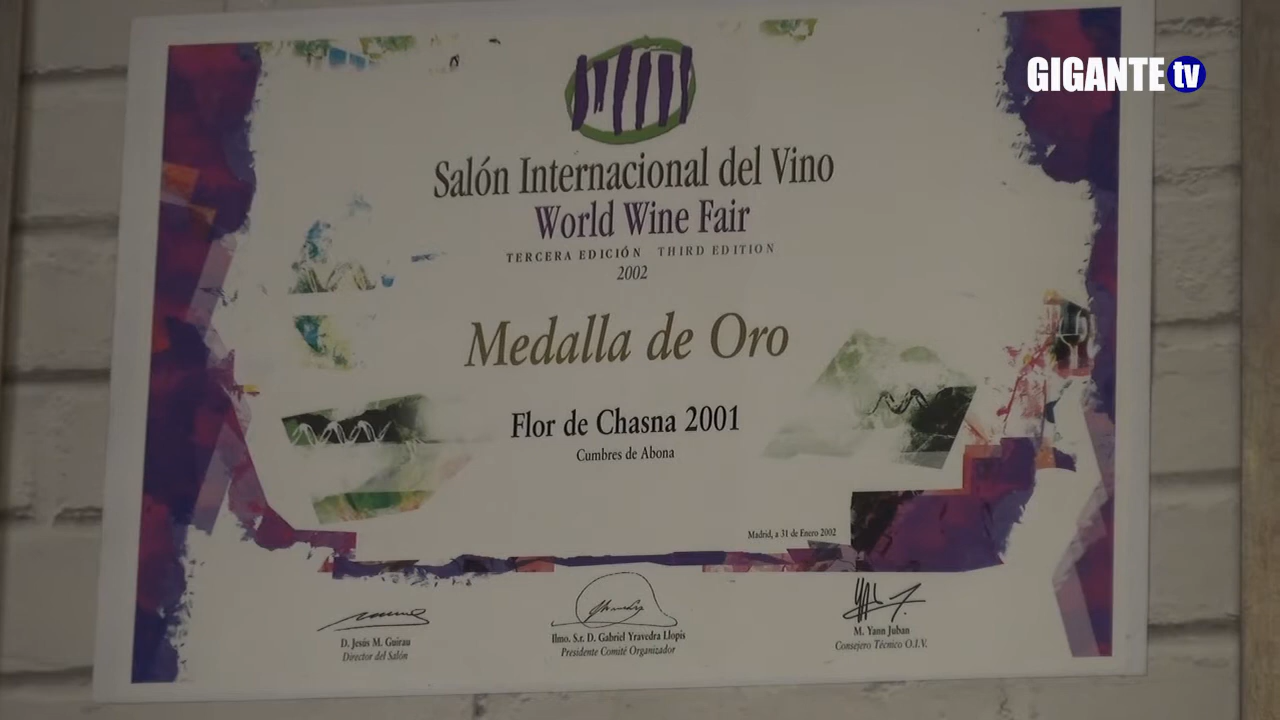 GIGANTE tv
Salón Internacional del Vino
World Wine Fair
TERCERA EDICIÓN THIRD EDITION
2002
Medalla de Oro
Flor de Chasna 2001
Cumbres de Abona
Madrid, a 31 de Enero 2002
D. Jesús M. Guirau
Director del Salón
Ilmo. S.r. D. Gabriel Yravedra Llopis
Presidente Comité Organizador
M. Yann Juban
Consejero Técnico O.I.V.